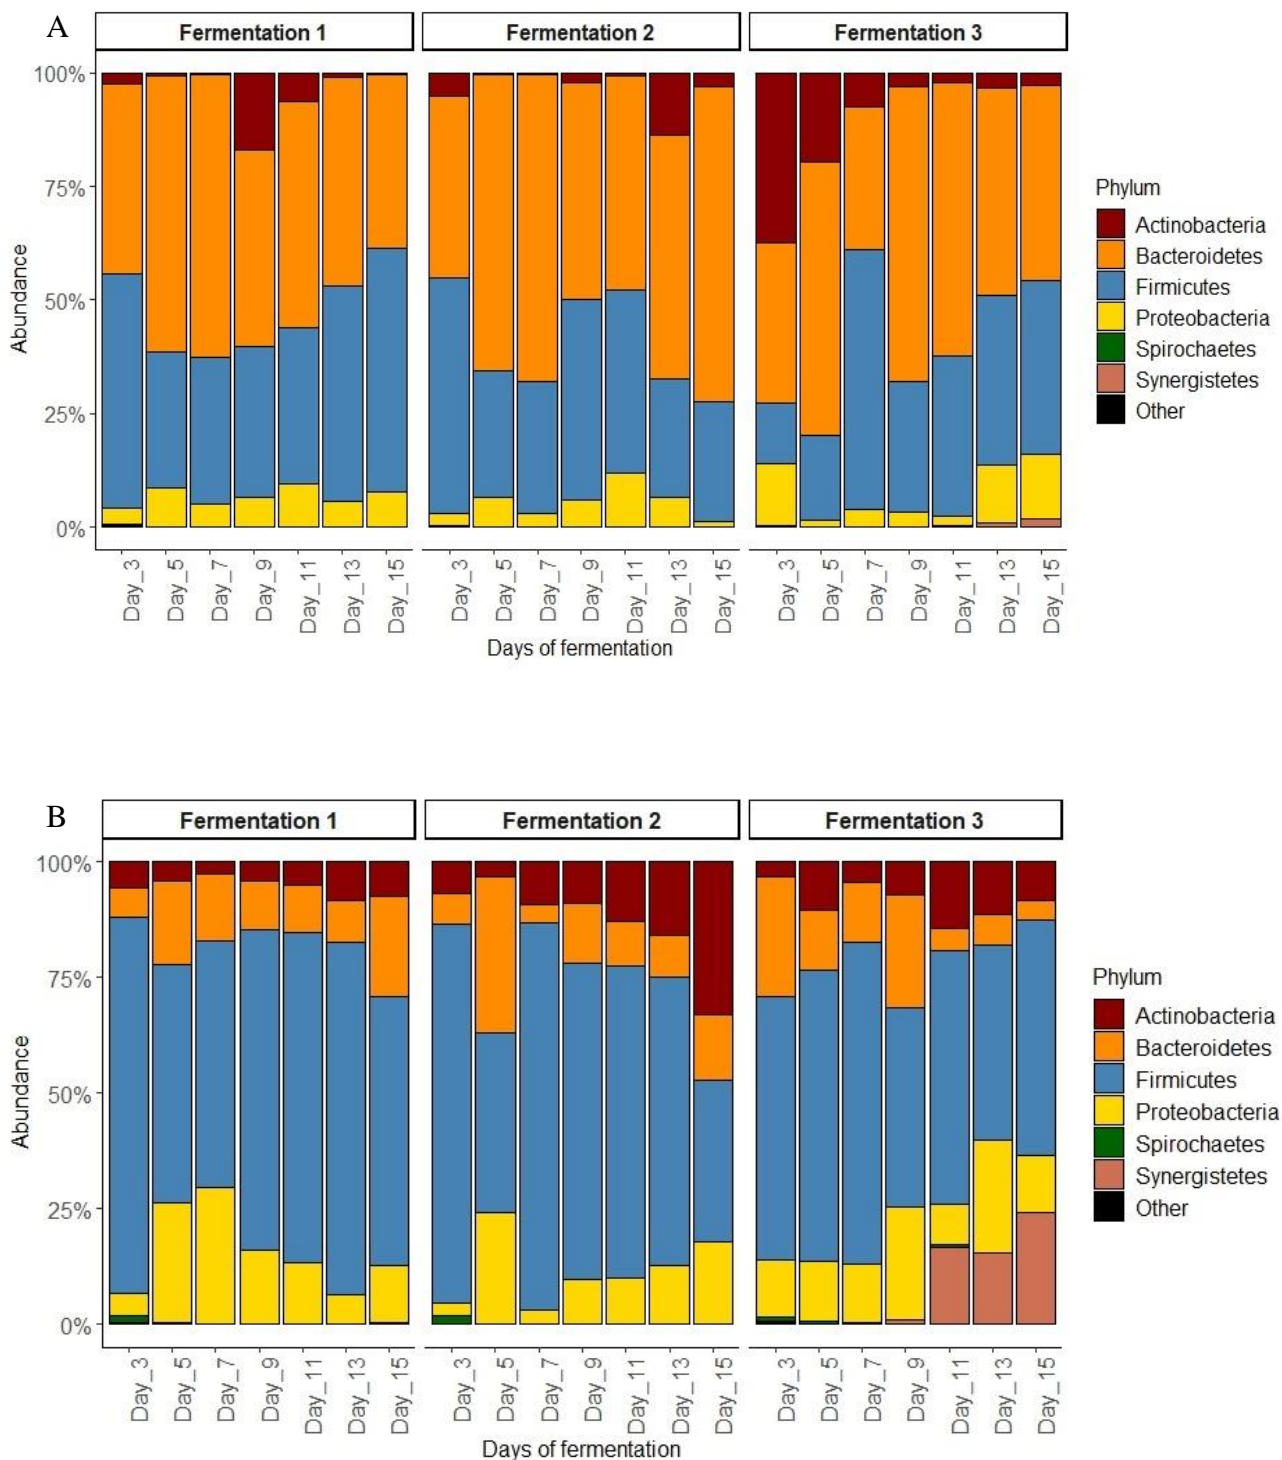 A
Fermentation 1 Fermentation 2 Fermentation 3
100%
75%
50%
25%
0%
Abundance
Day_3 Day_5 Day_7 Day_9 Day_11 Day_13 Day_15 Day_3 Day_5 Day_7 Day_9 Day_11 Day_13 Day_15 Day_3 Day_5 Day_7 Day_9 Day_11 Day_13 Day_15
Days of fermentation
Phylum
Actinobacteria
Bacteroidetes
Firmicutes
Proteobacteria
Spirochaetes
Synergistetes
Other
B
Fermentation 1 Fermentation 2 Fermentation 3
100%
75%
50%
25%
0%
Abundance
Day_3 Day_5 Day_7 Day_9 Day_11 Day_13 Day_15 Day_3 Day_5 Day_7 Day_9 Day_11 Day_13 Day_15 Day_3 Day_5 Day_7 Day_9 Day_11 Day_13 Day_15
Days of fermentation
Phylum
Actinobacteria
Bacteroidetes
Firmicutes
Proteobacteria
Spirochaetes
Synergistetes
Other